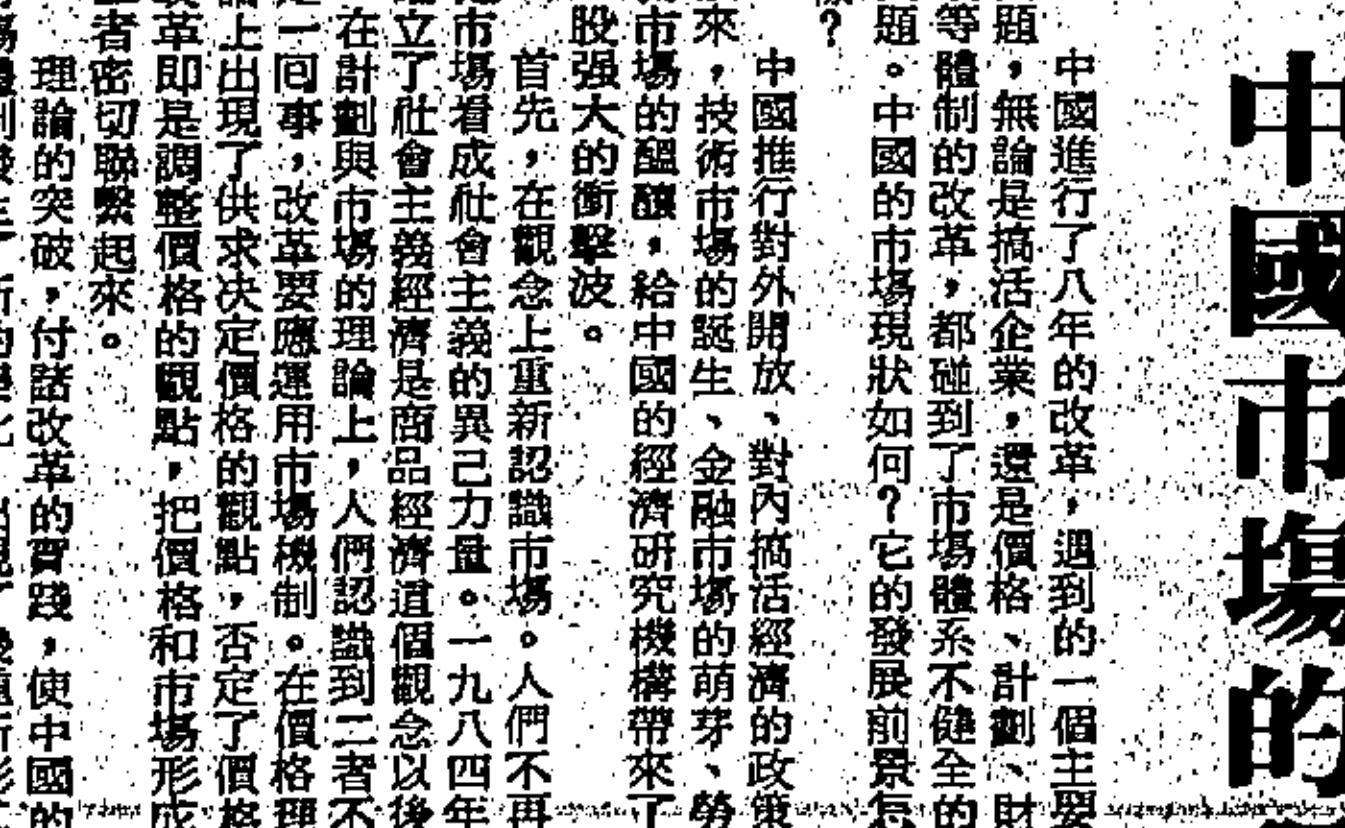 中國市場的
中國進行了八年的改革，遇到的一個主要
題，無論是搞活企業，還是價格、計劃、財
等體制的改革，都碰到了市場體系不健全的
題。中國的市場現狀如何？它的發展前景怎
？
中國推行對外開放、對內搞活經濟的政策
來，技術市場的誕生、金融市場的萌芽、勞
市場的醞釀，給中國的經濟研究機構帶來了
股强大的衝擊波。
首先，在觀念上重新認識市場。人們不再
市場看成社會主義的異己力量。一九八四年
立了社會主義經濟是商品經濟這個觀念以後
在計劃與市場的理論上，人們認識到二者不
一回事，改革要應運用市場機制。在價格理
上出現了供求决定價格的觀點，否定了價格
革即是調整價格的觀點，把價格和市場形成
者密切聯繫起來。
理論的突破，付諸改革的實踐，使中國的